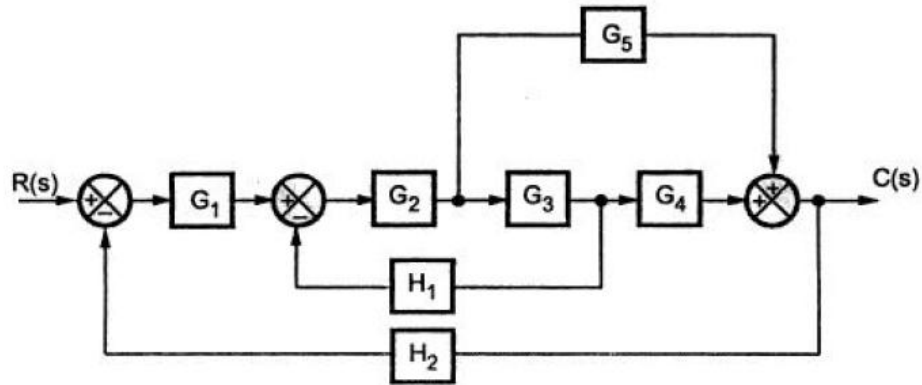 G₅
R(s) + − G₁ + − G₂ G₃ G₄ + + C(s)
H₁
H₂